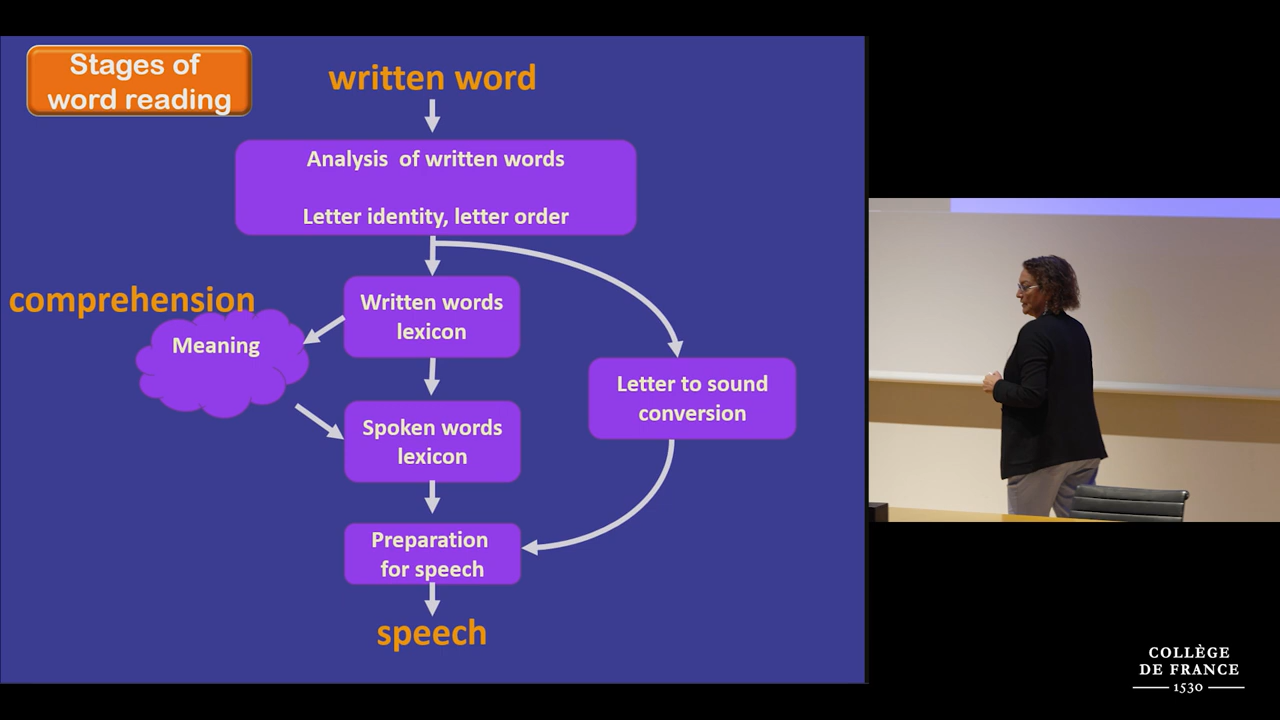 Stages of
word reading
written word
Analysis of written words
Letter identity, letter order
comprehension
Meaning
Written words
lexicon
Letter to sound
conversion
Spoken words
lexicon
Preparation
for speech
speech
COLLÈGE
DE FRANCE
1530